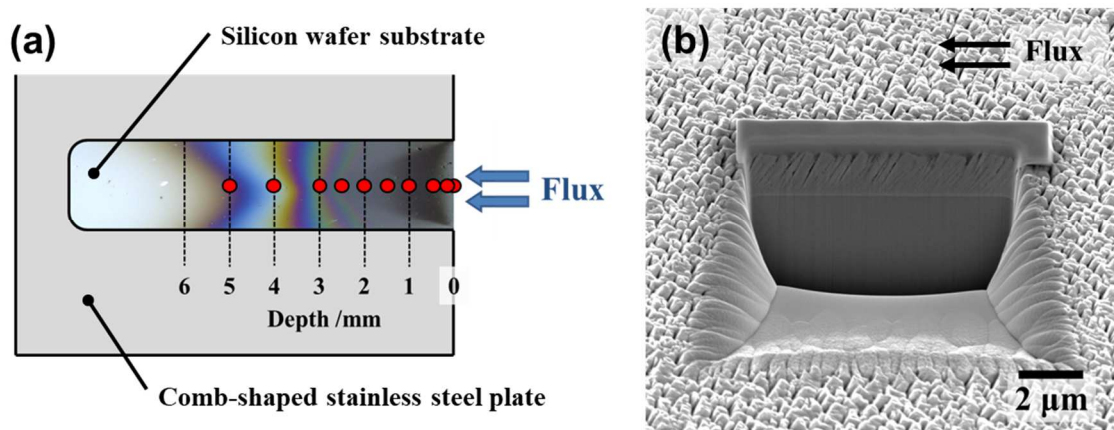 (a)
Silicon wafer substrate
Flux
6 5 4 3 2 1 0
Depth /mm
Comb-shaped stainless steel plate
(b)
Flux
2 μm